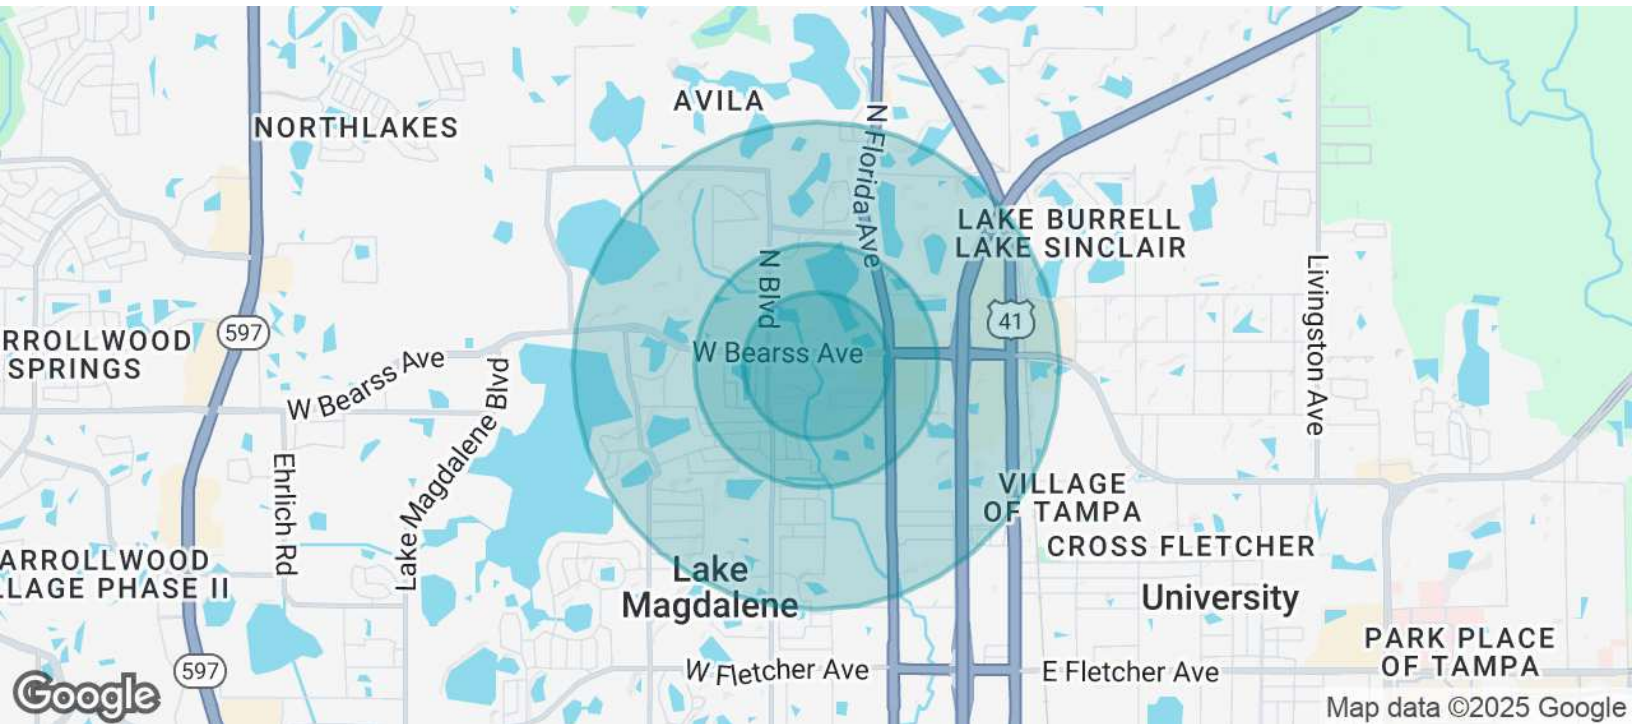 AVILA
NORTHLAKES
N Florida Ave
LAKE BURRELL
LAKE SINCLAIR
N Blvd
Livingston Ave
41
597
RROLLWOOD
SPRINGS
W Bearss Ave
W Bearss Ave
Lake Magdalene Blvd
Ehrlich Rd
VILLAGE
OF TAMPA
CROSS FLETCHER
ARROLLWOOD
LLAGE PHASE II
Lake
Magdalene
University
PARK PLACE
OF TAMPA
597
W Fletcher Ave
E Fletcher Ave
Google
Map data ©2025 Google